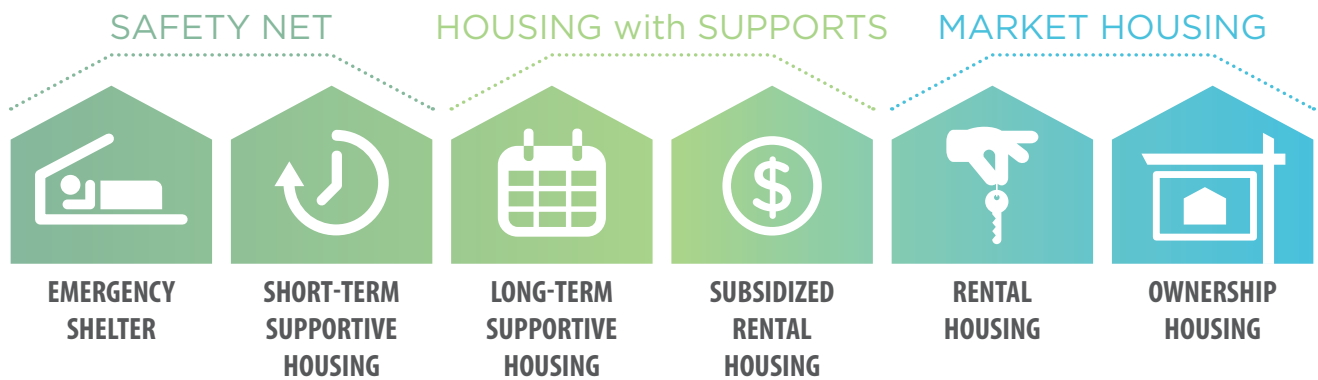 SAFETY NET
HOUSING with SUPPORTS
MARKET HOUSING
$
EMERGENCY
SHELTER
SHORT-TERM
SUPPORTIVE
HOUSING
LONG-TERM
SUPPORTIVE
HOUSING
SUBSIDIZED
RENTAL
HOUSING
RENTAL
HOUSING
OWNERSHIP
HOUSING